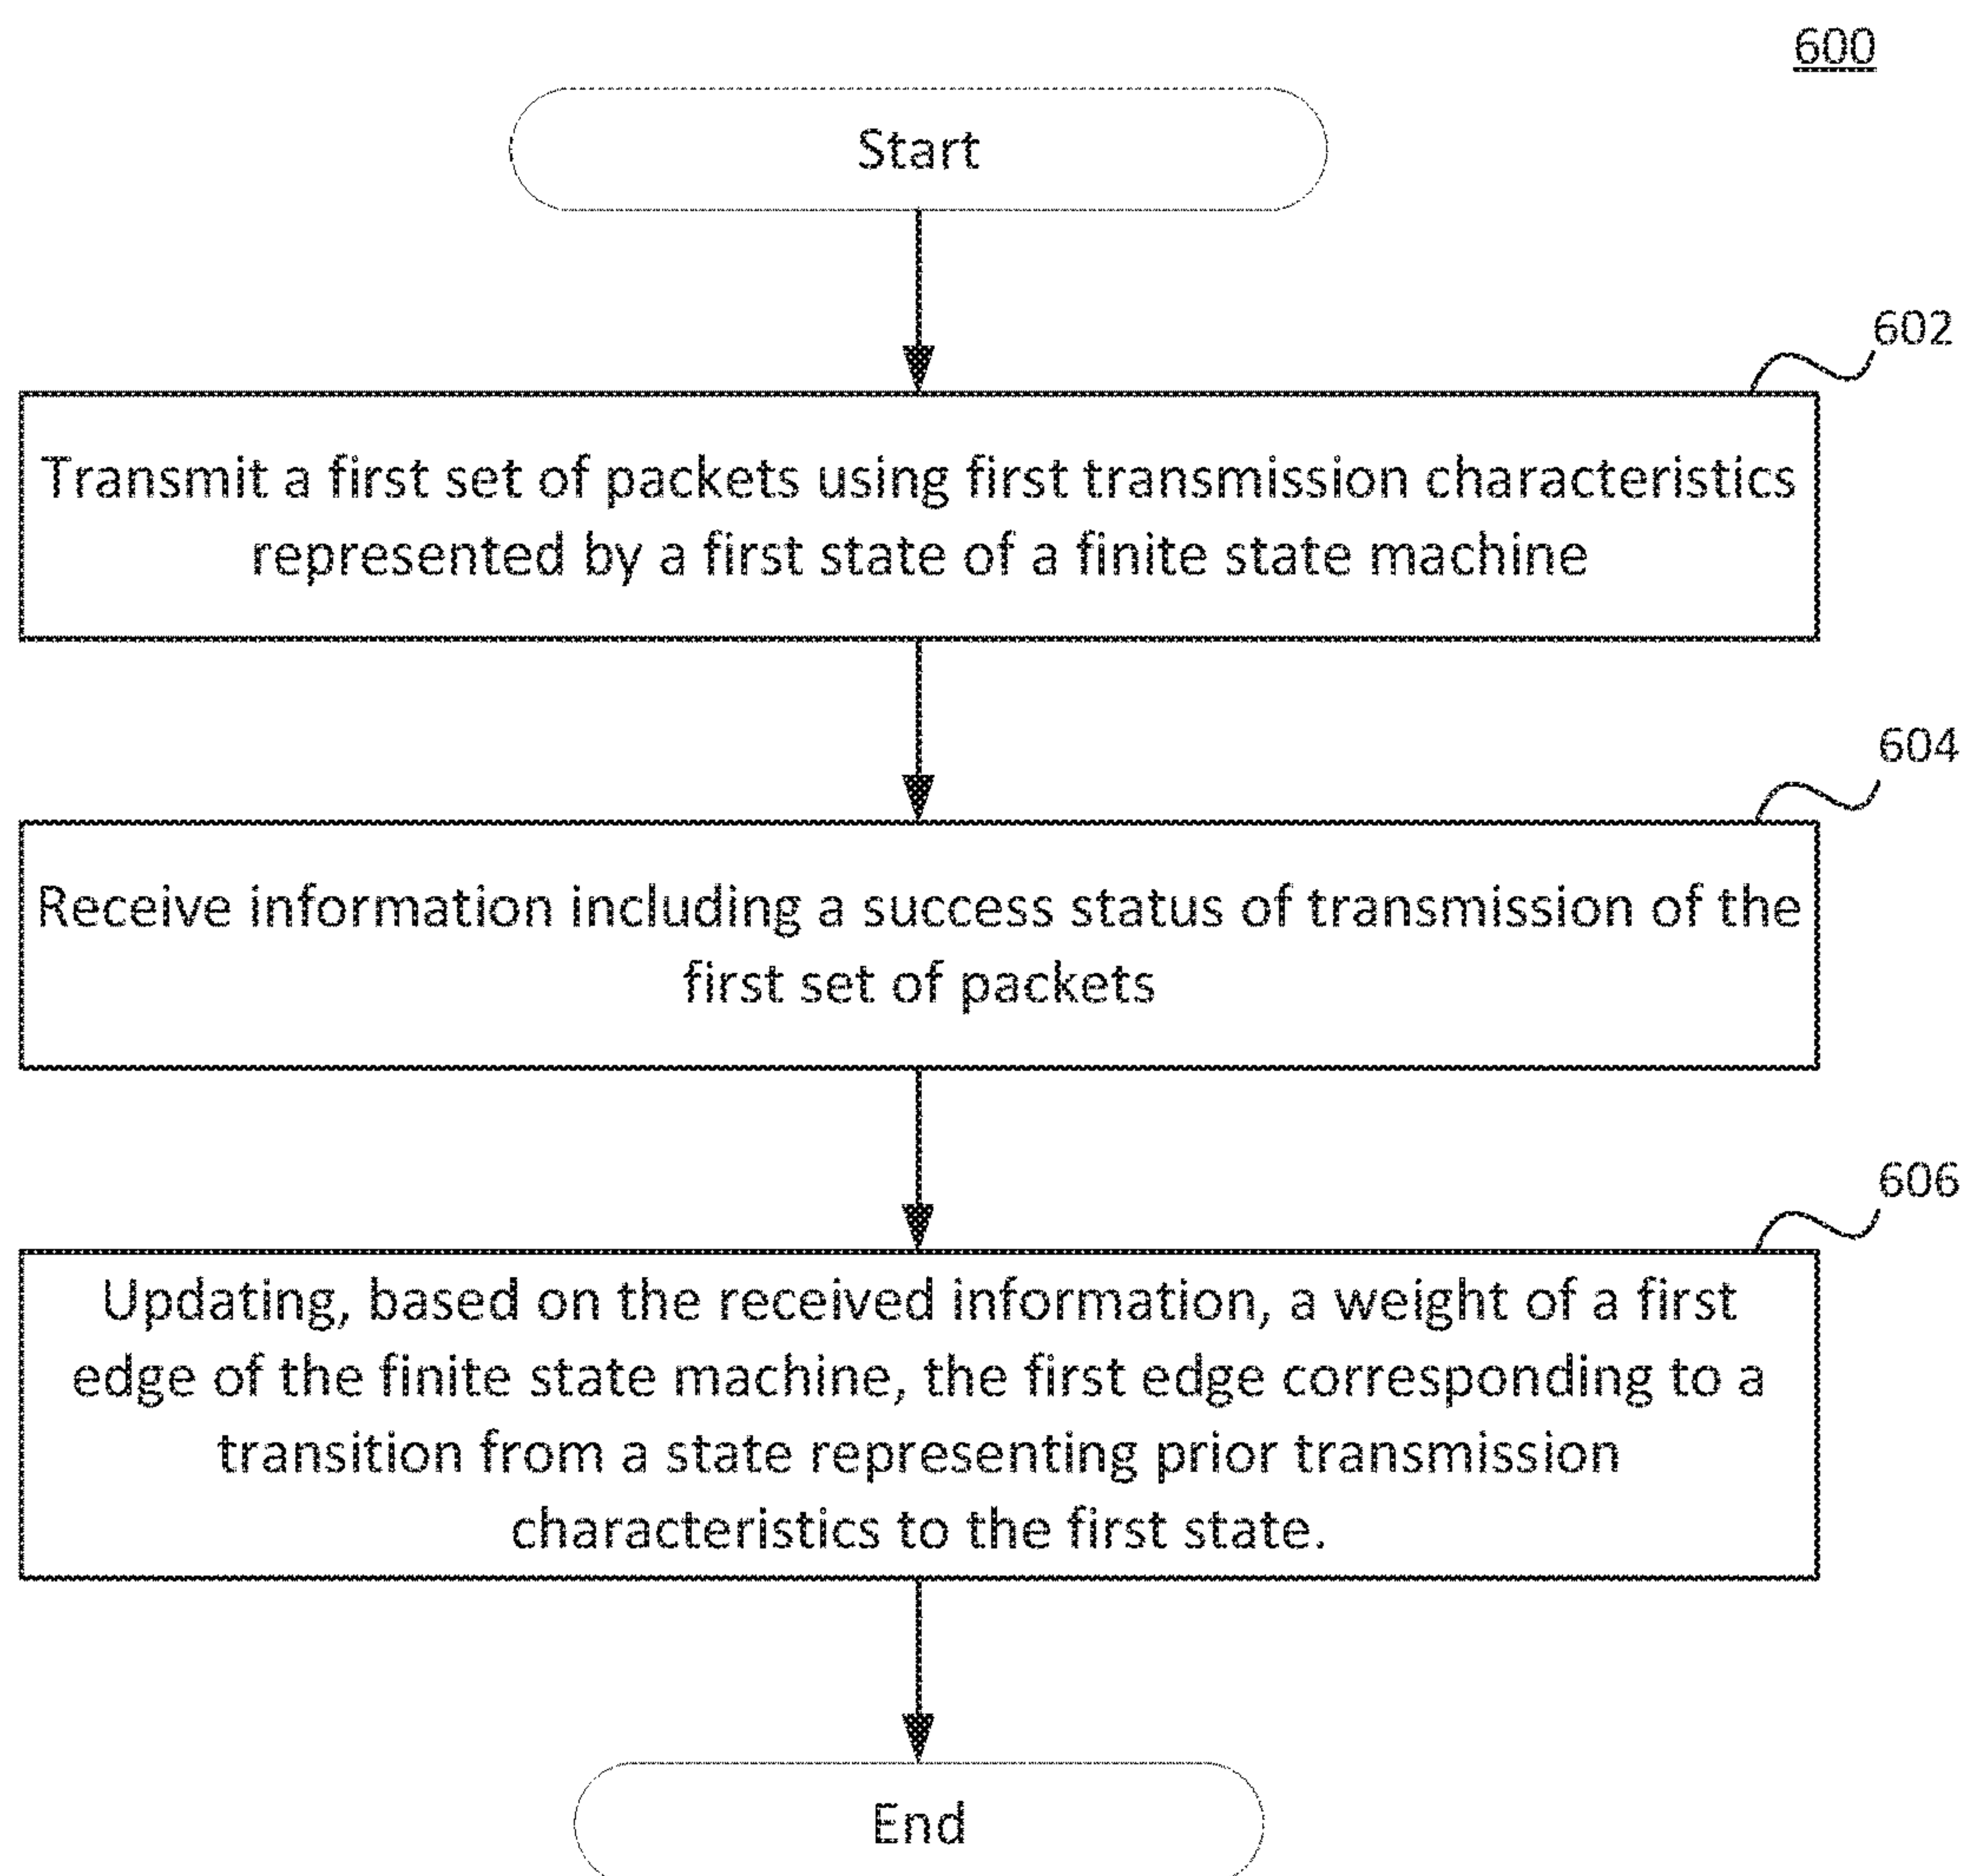 600
Start
602
Transmit a first set of packets using first transmission characteristics
represented by a first state of a finite state machine
604
Receive information including a success status of transmission of the
first set of packets
606
Updating, based on the received information, a weight of a first
edge of the finite state machine, the first edge corresponding to a
transition from a state representing prior transmission
characteristics to the first state.
End